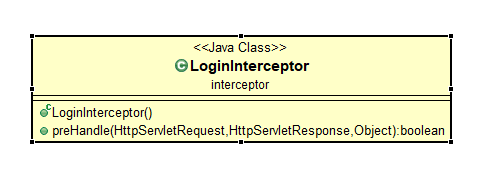 <<Java Class>>
LoginInterceptor
interceptor
LoginInterceptor()
preHandle(HttpServletRequest,HttpServletResponse,Object):boolean